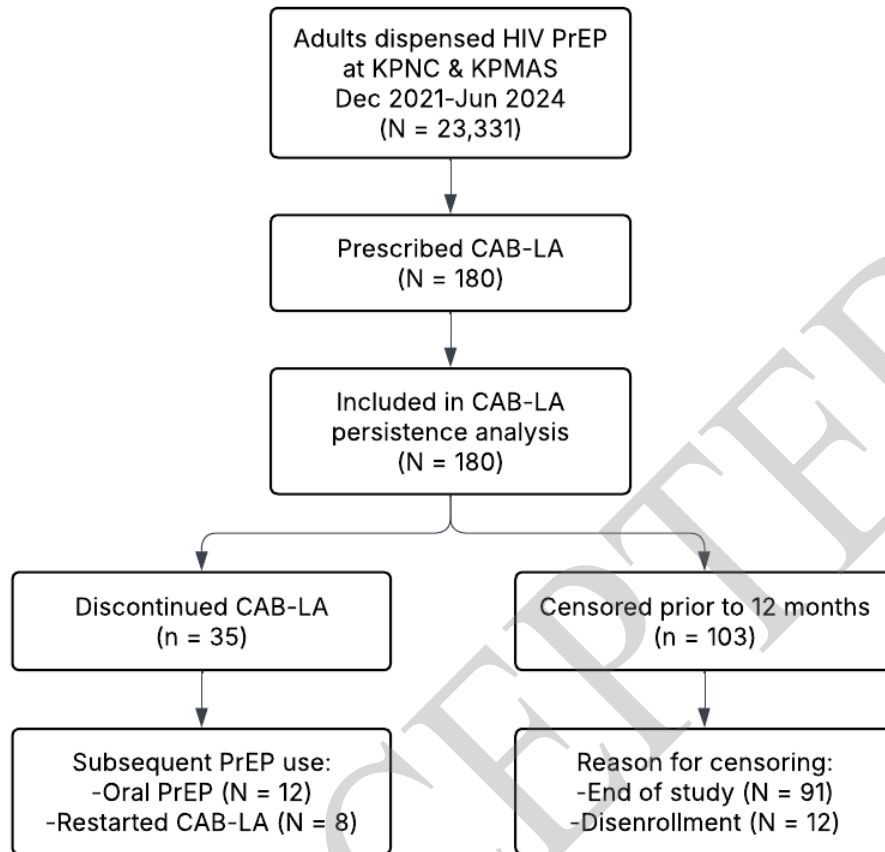 Adults dispensed HIV PrEP
at KPNC & KPMAS
Dec 2021-Jun 2024
(N = 23,331)
Prescribed CAB-LA
(N = 180)
Included in CAB-LA
persistence analysis
(N = 180)
Discontinued CAB-LA
(n = 35)
Censored prior to 12 months
(n = 103)
Subsequent PrEP use:
-Oral PrEP (N = 12)
-Restarted CAB-LA (N = 8)
Reason for censoring:
-End of study (N = 91)
-Disenrollment (N = 12)
CEPTE